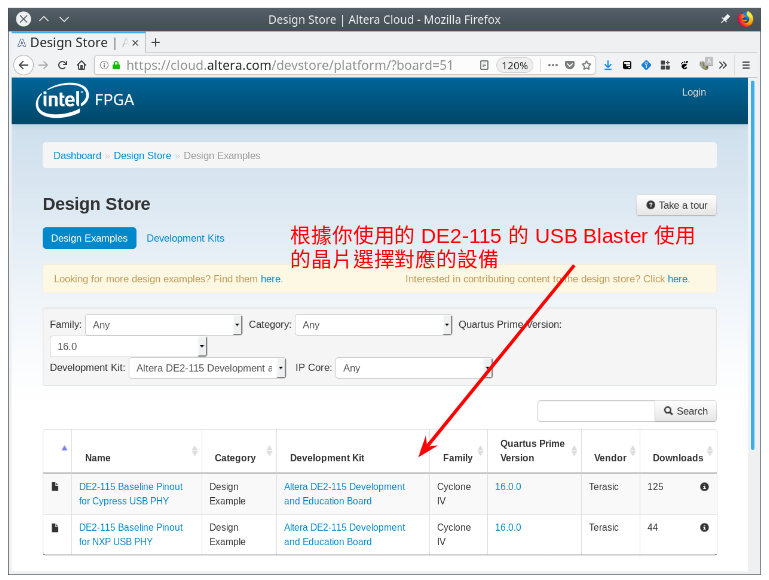 Design Store | Altera Cloud - Mozilla Firefox
Design Store | A
https://cloud.altera.com/devstore/platform/?board=51
120%
intel FPGA
Login
Dashboard » Design Store » Design Examples
Design Store
Take a tour
Design Examples
Development Kits
根據你使用的 DE2-115 的 USB Blaster 使用
的晶片選擇對應的設備
Looking for more design examples? Find them here.
Interested in contributing content to the design store? Click here.
Family: Any Category: Any Quartus Prime Version:
16.0
Development Kit: Altera DE2-115 Development a IP Core: Any
Search
Name Category Development Kit Family Quartus Prime Version Vendor Downloads
DE2-115 Baseline Pinout Design Altera DE2-115 Development Cyclone 16.0.0 Terasic 125
for Cypress USB PHY Example and Education Board IV
DE2-115 Baseline Pinout Design Altera DE2-115 Development Cyclone 16.0.0 Terasic 44
for NXP USB PHY Example and Education Board IV